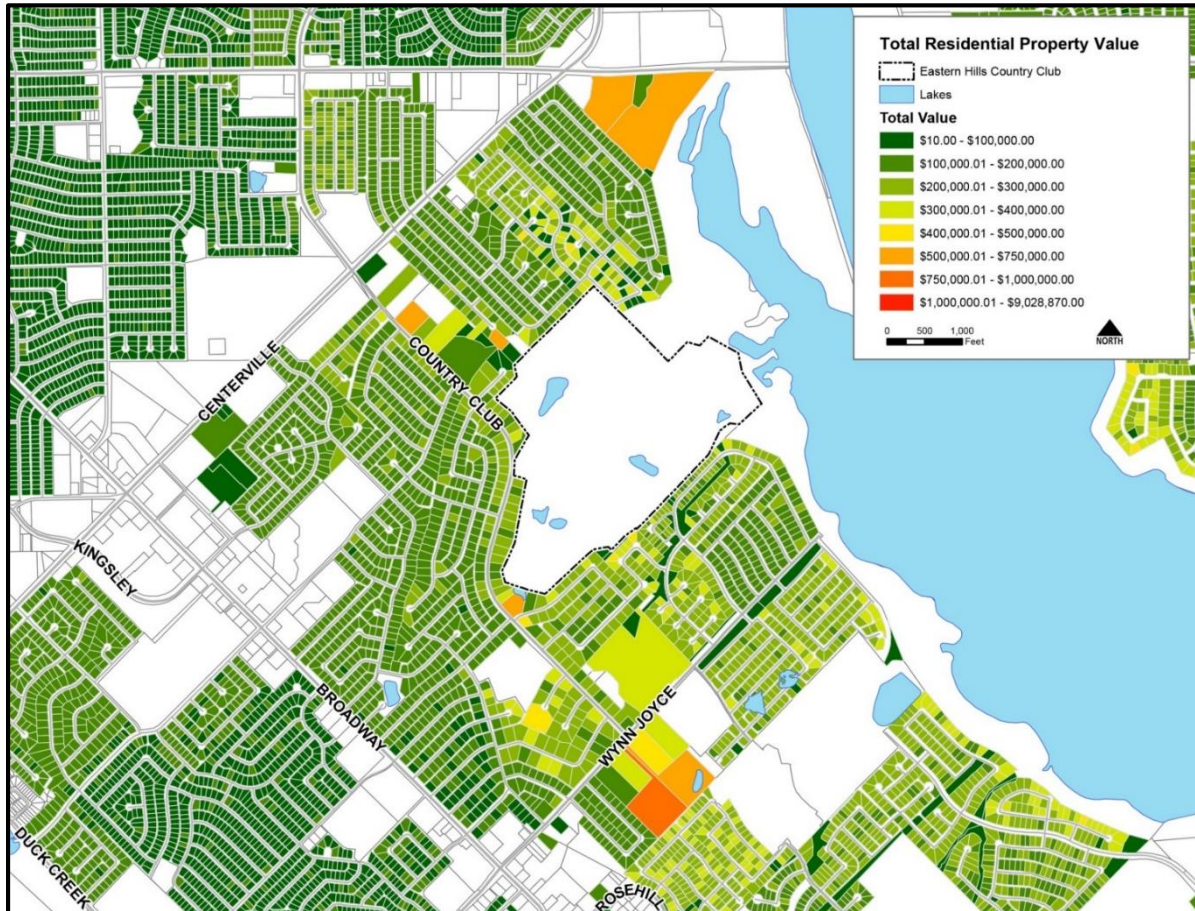 Total Residential Property Value
Eastern Hills Country Club
Lakes
Total Value
$10.00 - $100,000.00
$100,000.01 - $200,000.00
$200,000.01 - $300,000.00
$300,000.01 - $400,000.00
$400,000.01 - $500,000.00
$500,000.01 - $750,000.00
$750,000.01 - $1,000,000.00
$1,000,000.01 - $9,028,870.00
0 500 1,000
Feet
NORTH
CENTERVILLE
COUNTRY CLUB
KINGSLEY
BROADWAY
WYNN JOYCE
DUCK CREEK
ROSEHILL